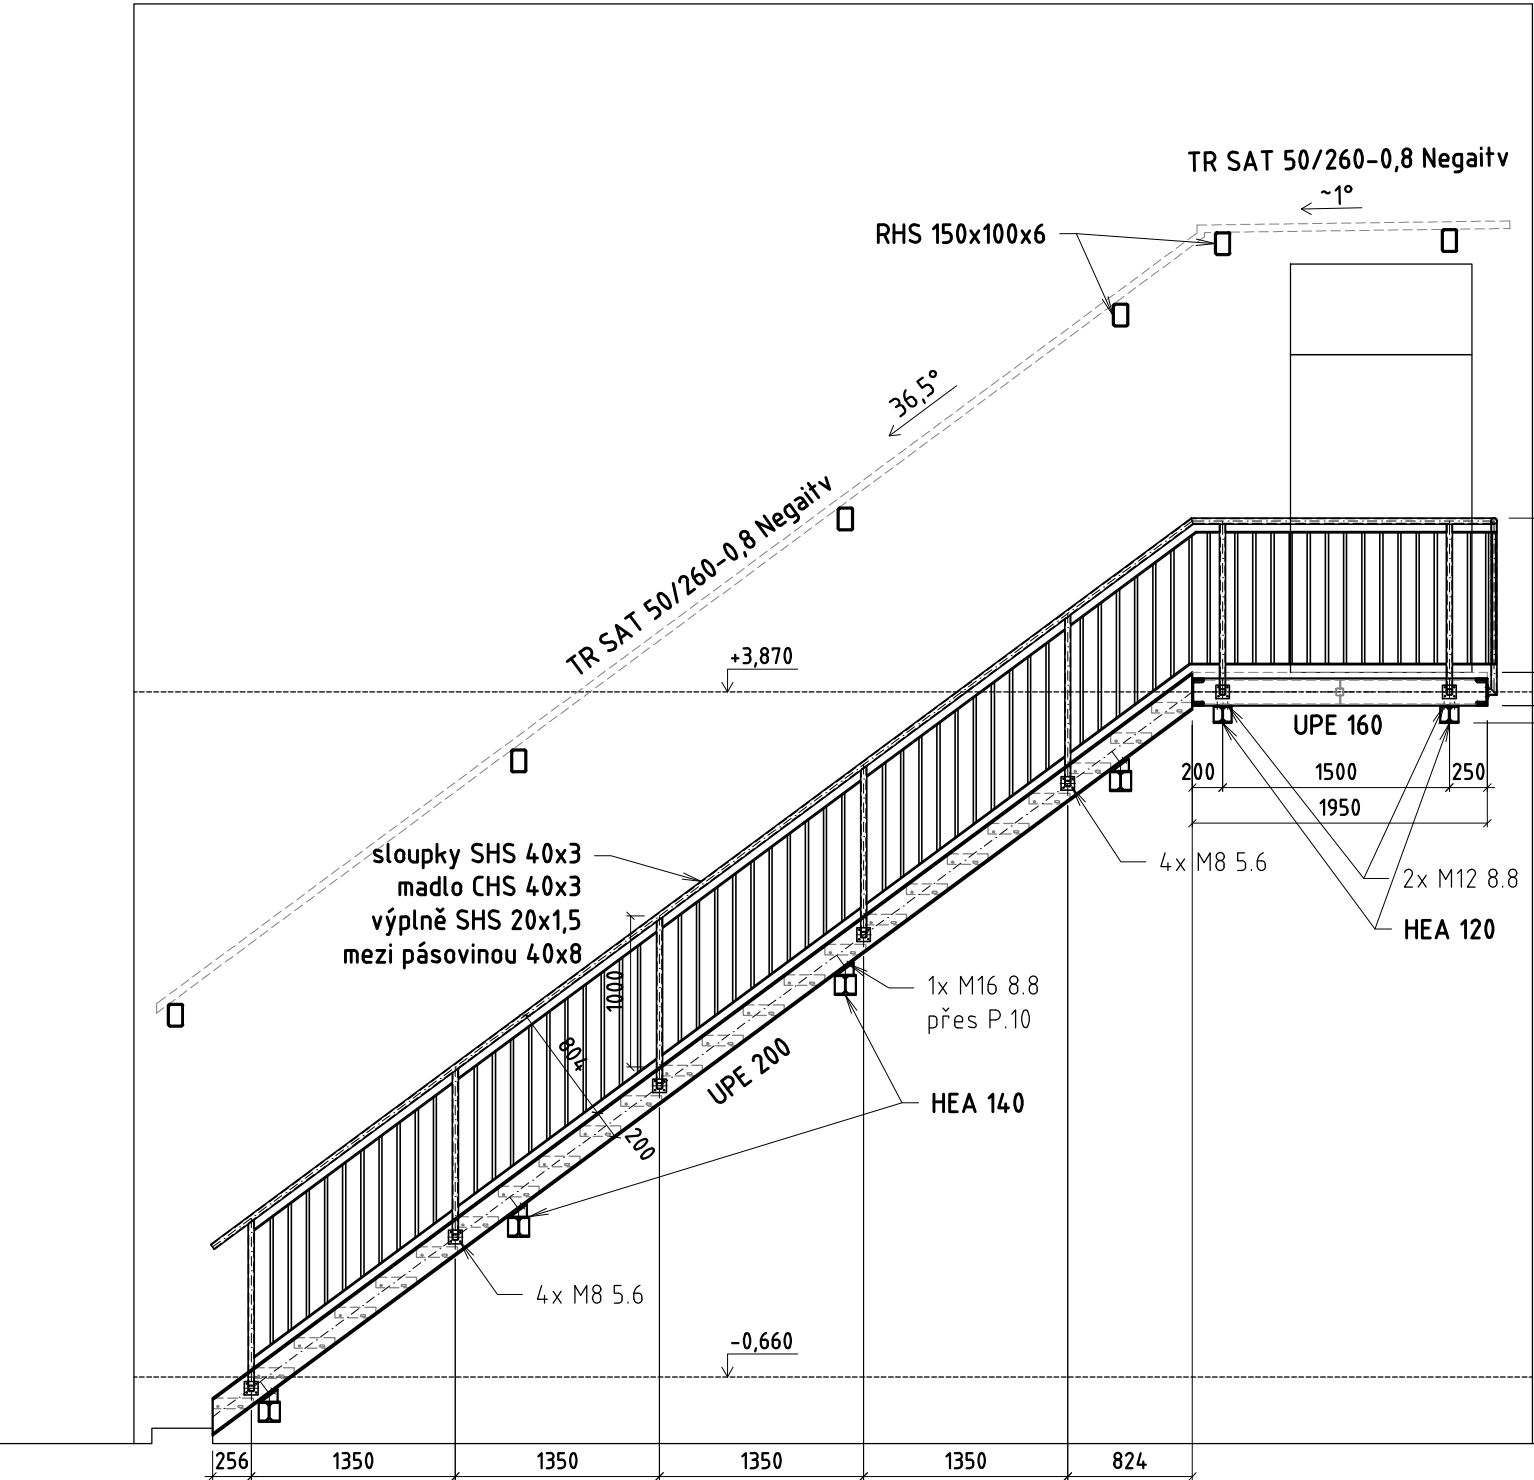 TR SAT 50/260-0,8 Negaitv
~1°
RHS 150x100x6
36,5°
TR SAT 50/260-0,8 Negaitv
+3,870
UPE 160
200
1500
250
1950
sloupky SHS 40x3
madlo CHS 40x3
výplně SHS 20x1,5
mezi pásovinou 40x8
4x M8 5.6
2x M12 8.8
HEA 120
1000
1x M16 8.8
přes P.10
804
UPE 200
HEA 140
200
4x M8 5.6
-0,660
256
1350
1350
1350
1350
824